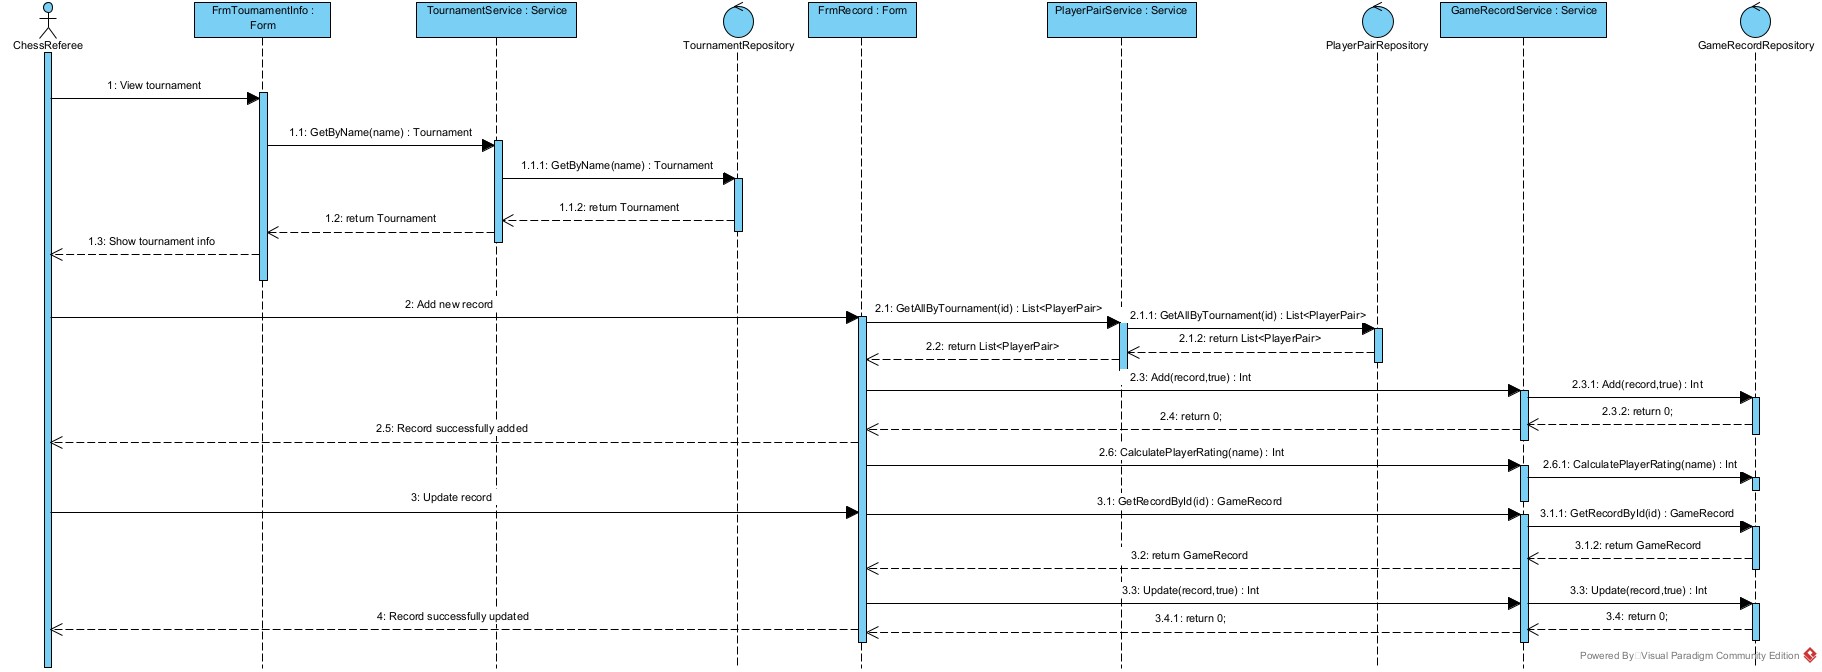 FrmTournamentInfo :
Form
TournamentService : Service
FrmRecord : Form
PlayerPairService : Service
GameRecordService : Service
ChessReferee
TournamentRepository
PlayerPairRepository
GameRecordRepository
1: View tournament
1.1: GetByName(name) : Tournament
1.1.1: GetByName(name) : Tournament
1.1.2: return Tournament
1.2: return Tournament
1.3: Show tournament info
2: Add new record
2.1: GetAllByTournament(id) : List<PlayerPair>
2.1.1: GetAllByTournament(id) : List<PlayerPair>
2.1.2: return List<PlayerPair>
2.2: return List<PlayerPair>
2.3: Add(record,true) : Int
2.3.1: Add(record,true) : Int
2.3.2: return 0;
2.4: return 0;
2.5: Record successfully added
2.6: CalculatePlayerRating(name) : Int
2.6.1: CalculatePlayerRating(name) : Int
3: Update record
3.1: GetRecordById(id) : GameRecord
3.1.1: GetRecordById(id) : GameRecord
3.1.2: return GameRecord
3.2: return GameRecord
3.3: Update(record,true) : Int
3.3: Update(record,true) : Int
3.4: return 0;
3.4.1: return 0;
4: Record successfully updated
Powered By Visual Paradigm Community Edition